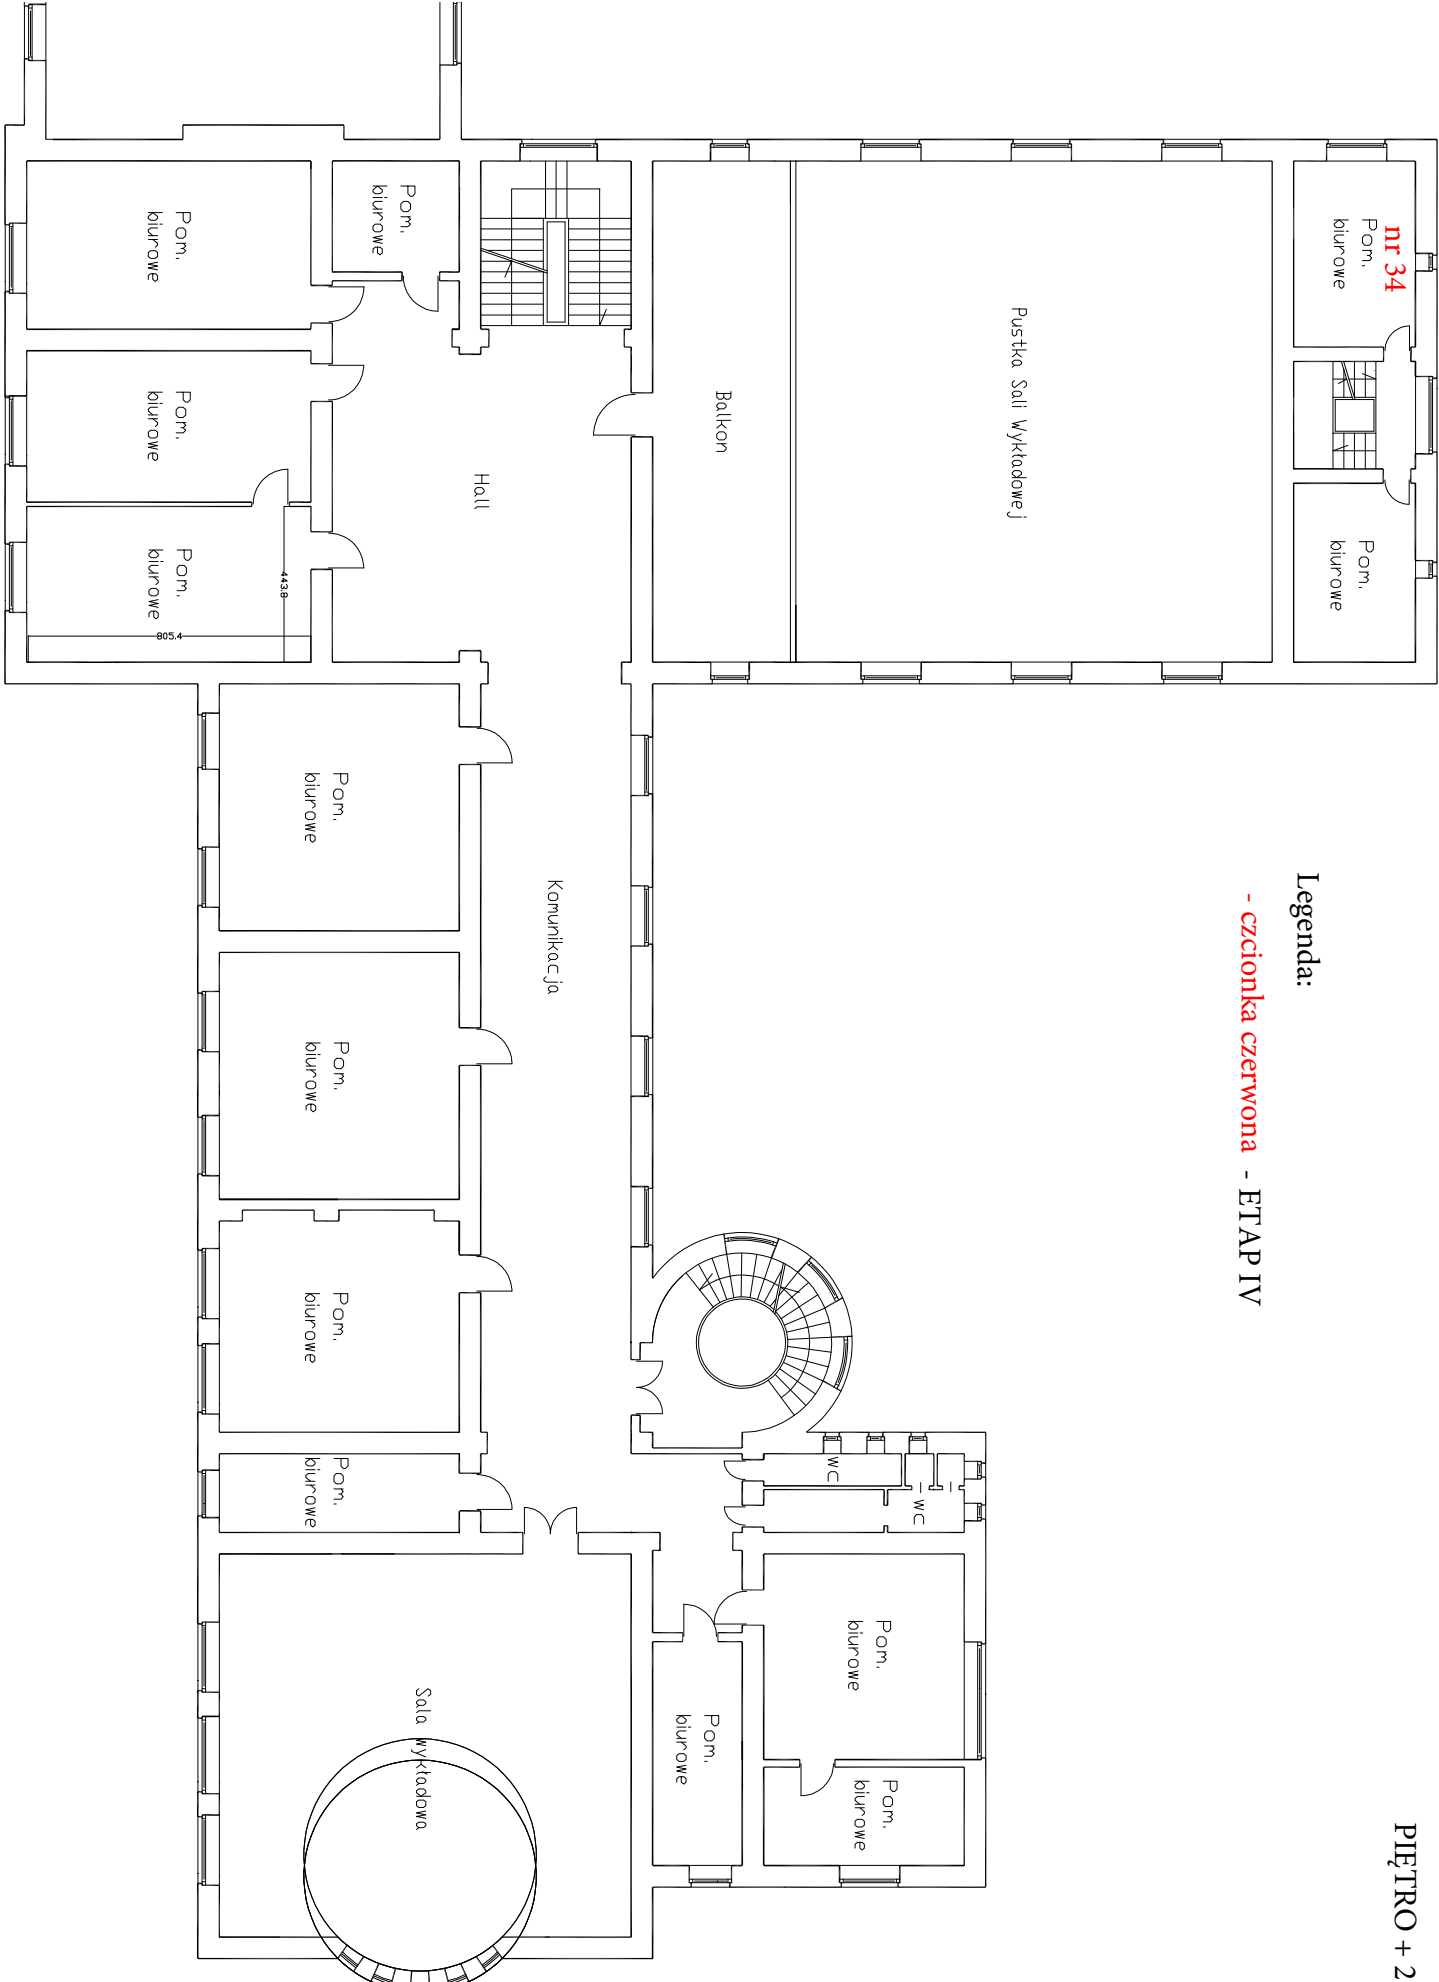 PIĘTRO + 2
nr 34
Pom.
biurowe
Pom.
biurowe
Legenda:
- czcionka czerwona - ETAP IV
Pustka Sali Wykładowej
Balkon
Pom.
biurowe
Pom.
biurowe
Pom.
biurowe
443.8
Pom.
biurowe
805.4
Hall
Komunikacja
Pom.
biurowe
Pom.
biurowe
Pom.
biurowe
Pom.
biurowe
WC
WC
Pom.
biurowe
Pom.
biurowe
Pom.
biurowe
Sala wykładowa